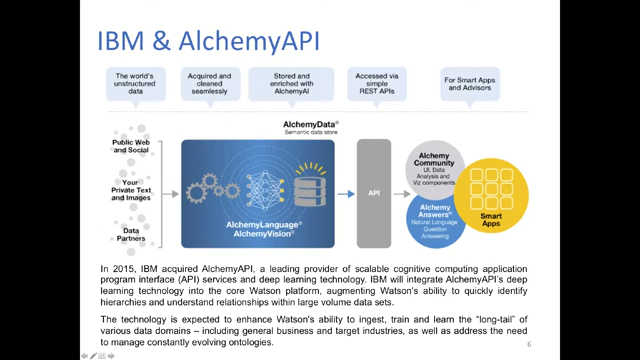 IBM & AlchemyAPI
The world's
unstructured
data
Acquired and
cleaned
seamlessly
Stored and
enriched with
AlchemyAI
Accessed via
simple
REST APIs
For Smart Apps
and Advisors
AlchemyData®
Semantic data store
Public Web
and Social
Your
Private Text
and Images
Data
Partners
AlchemyLanguage®
AlchemyVision®
API
Alchemy
Community
UI, Data
Analysis and
Viz components
Alchemy
Answers®
Natural Language
Question
Answering
Smart
Apps
In 2015, IBM acquired AlchemyAPI, a leading provider of scalable cognitive computing application
program interface (API) services and deep learning technology. IBM will integrate AlchemyAPI's deep
learning technology into the core Watson platform, augmenting Watson's ability to quickly identify
hierarchies and understand relationships within large volume data sets.
The technology is expected to enhance Watson's ability to ingest, train and learn the “long-tail” of
various data domains – including general business and target industries, as well as address the need
to manage constantly evolving ontologies.
6